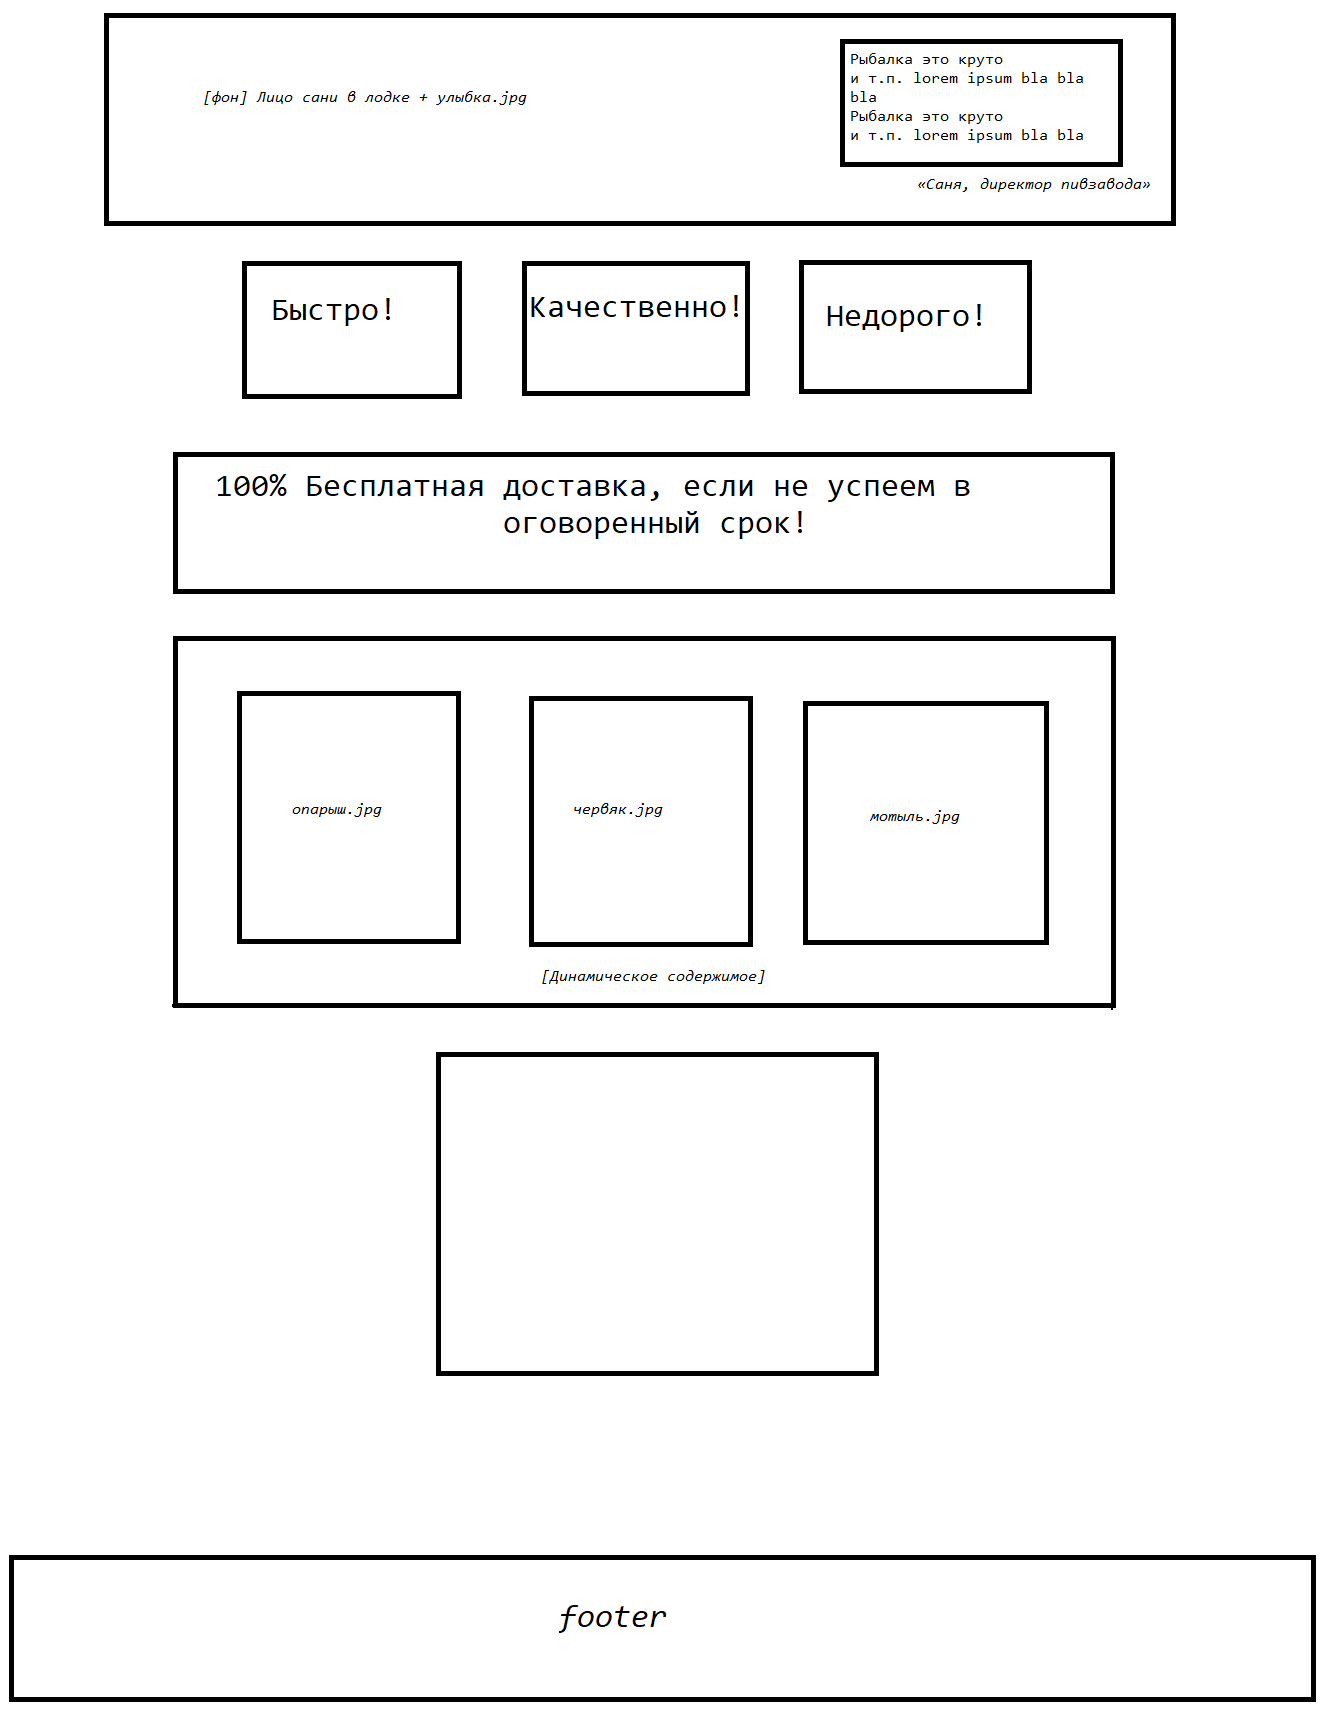 [фон] Лицо сани в лодке + улыбка.jpg
Рыбалка это круто
и т.п. lorem ipsum bla bla
bla
Рыбалка это круто
и т.п. lorem ipsum bla bla
«Саня, директор пивзавода»
Быстро!
Качественно!
Недорого!
100% Бесплатная доставка, если не успеем в
оговоренный срок!
опарыш.jpg
червяк.jpg
мотыль.jpg
[Динамическое содержимое]
footer